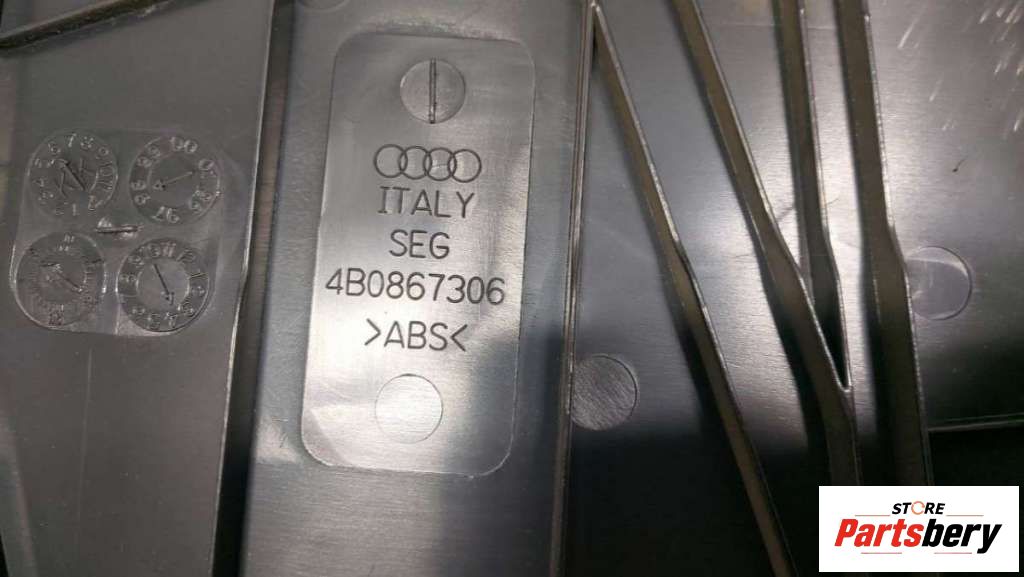 ITALY
SEG
4B0867306
>ABS<
STORE
Partsbery